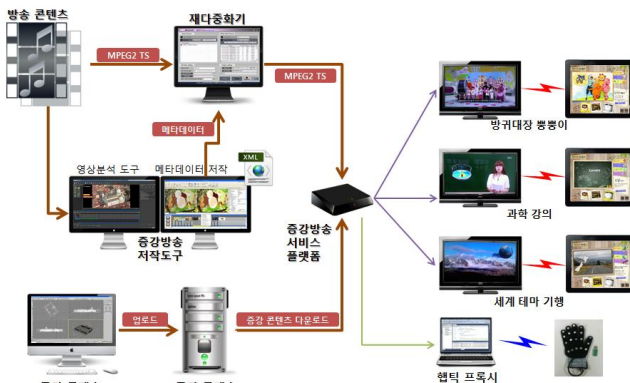 방송 콘텐츠
재다중화기
MPEG2 TS
MPEG2 TS
메타데이터
XML
영상분석 도구
메타데이터 저작
방귀대장 뿡뿡이
증강방송
저작도구
증강방송
서비스
플랫폼
과학 강의
세계 테마 기행
업로드
증강 콘텐츠 다운로드
햅틱 프록시